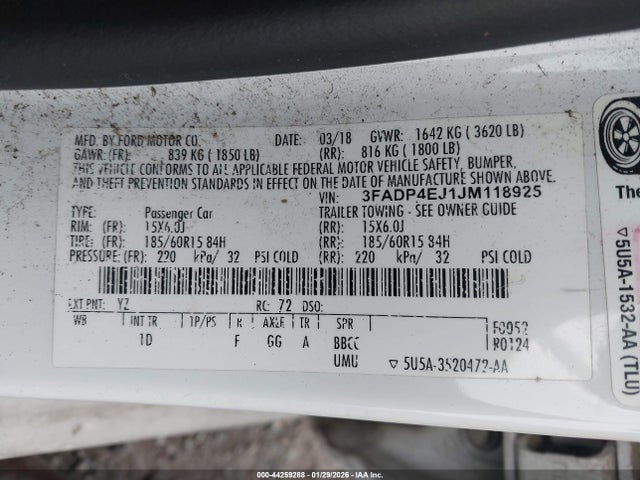 MFD. BY FORD MOTOR CO. DATE: 03/18 GVWR: 1642 KG ( 3620 LB)
GAWR: (FR): 839 KG ( 1850 LB) (RR): 816 KG ( 1800 LB)
THIS VEHICLE CONFORMS TO ALL APPLICABLE FEDERAL MOTOR VEHICLE SAFETY, BUMPER,
AND THEFT PREVENTION STANDARDS IN EFFECT ON THE DATE OF MANUFACTURE SHOWN ABOVE.
VIN: 3FADP4EJ1JM118925
TYPE: Passenger Car TRAILER TOWING - SEE OWNER GUIDE
RIM: (FR): 15X6.0J (RR): 15X6.0J
TIRE: (FR): 185/60R15 84H (RR): 185/60R15 84H
PRESSURE: (FR): 220 kPa/ 32 PSI COLD (RR): 220 kPa/ 32 PSI COLD
EXT PNT: YZ RC: 72 DSO:
WB INT TR TP/PS R AXLE TR SPR F0052
1D F GG A BBCC R0124
UMU ▽ 5U5A-3520472-AA
The
▽ 5U5A-1532-AA (TLU)
000-44259288 - 01/29/2026 - IAA Inc.